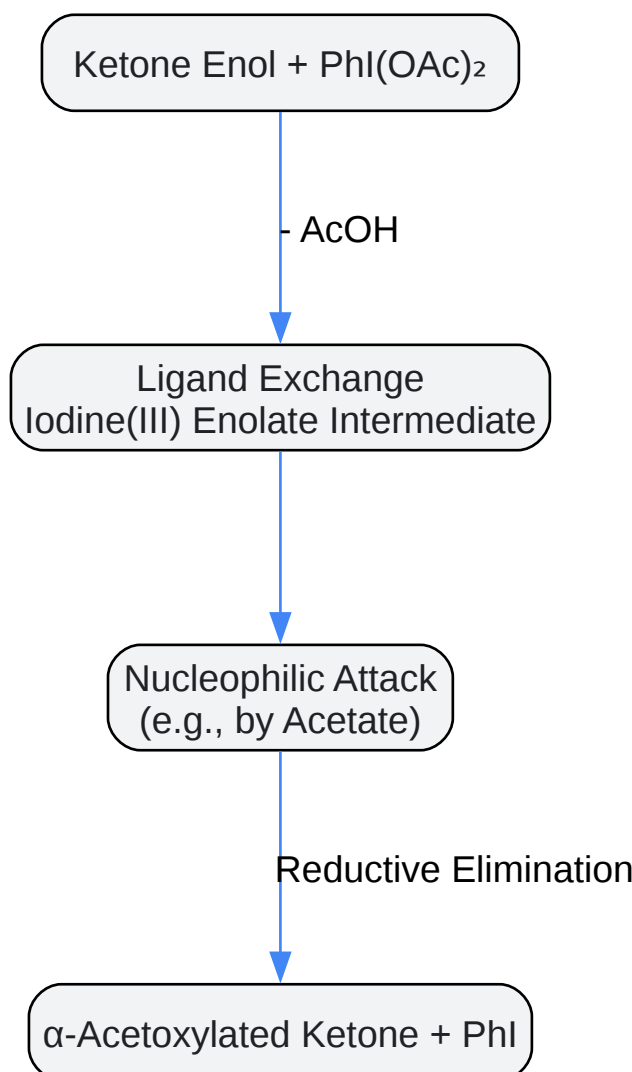 Ketone Enol + PhI(OAc)₂
- AcOH
Ligand Exchange
Iodine(III) Enolate Intermediate
Nucleophilic Attack
(e.g., by Acetate)
Reductive Elimination
α-Acetoxylated Ketone + PhI